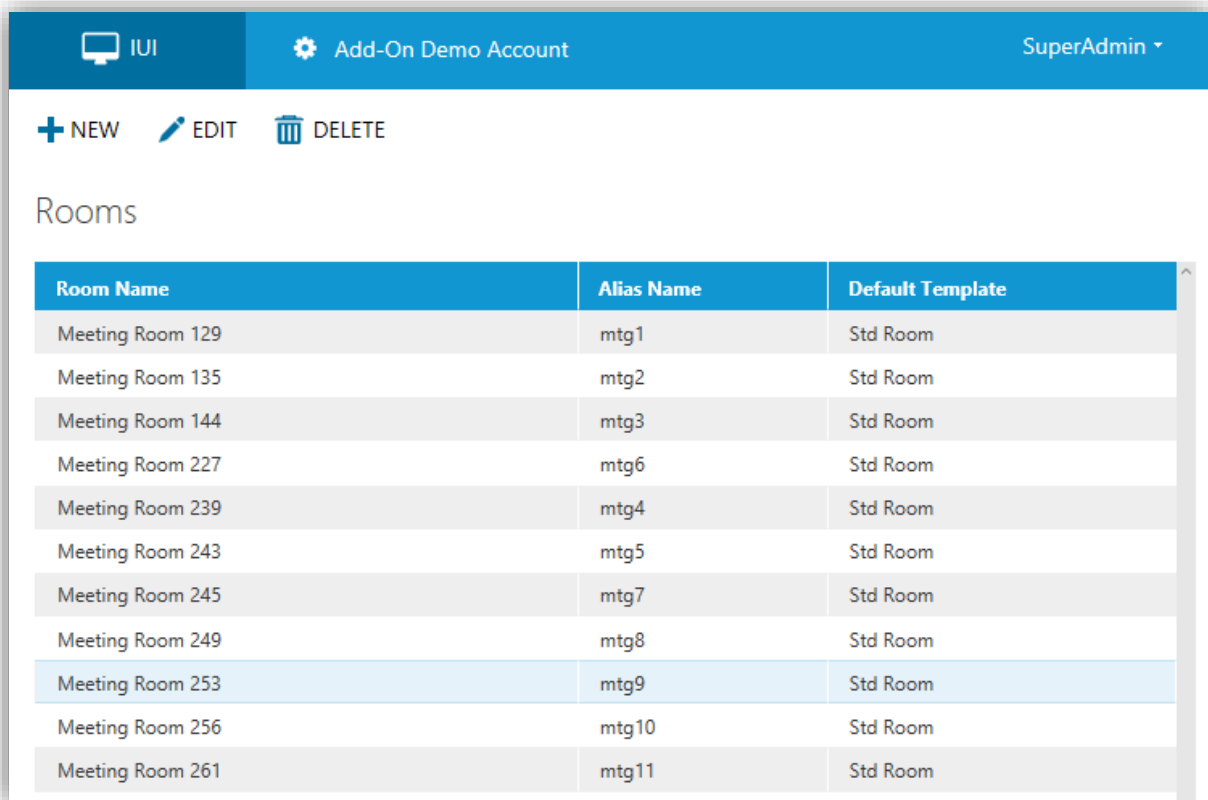 IUI Add-On Demo Account SuperAdmin
NEW EDIT DELETE
Rooms
Room Name Alias Name Default Template
Meeting Room 129 mtg1 Std Room
Meeting Room 135 mtg2 Std Room
Meeting Room 144 mtg3 Std Room
Meeting Room 227 mtg6 Std Room
Meeting Room 239 mtg4 Std Room
Meeting Room 243 mtg5 Std Room
Meeting Room 245 mtg7 Std Room
Meeting Room 249 mtg8 Std Room
Meeting Room 253 mtg9 Std Room
Meeting Room 256 mtg10 Std Room
Meeting Room 261 mtg11 Std Room